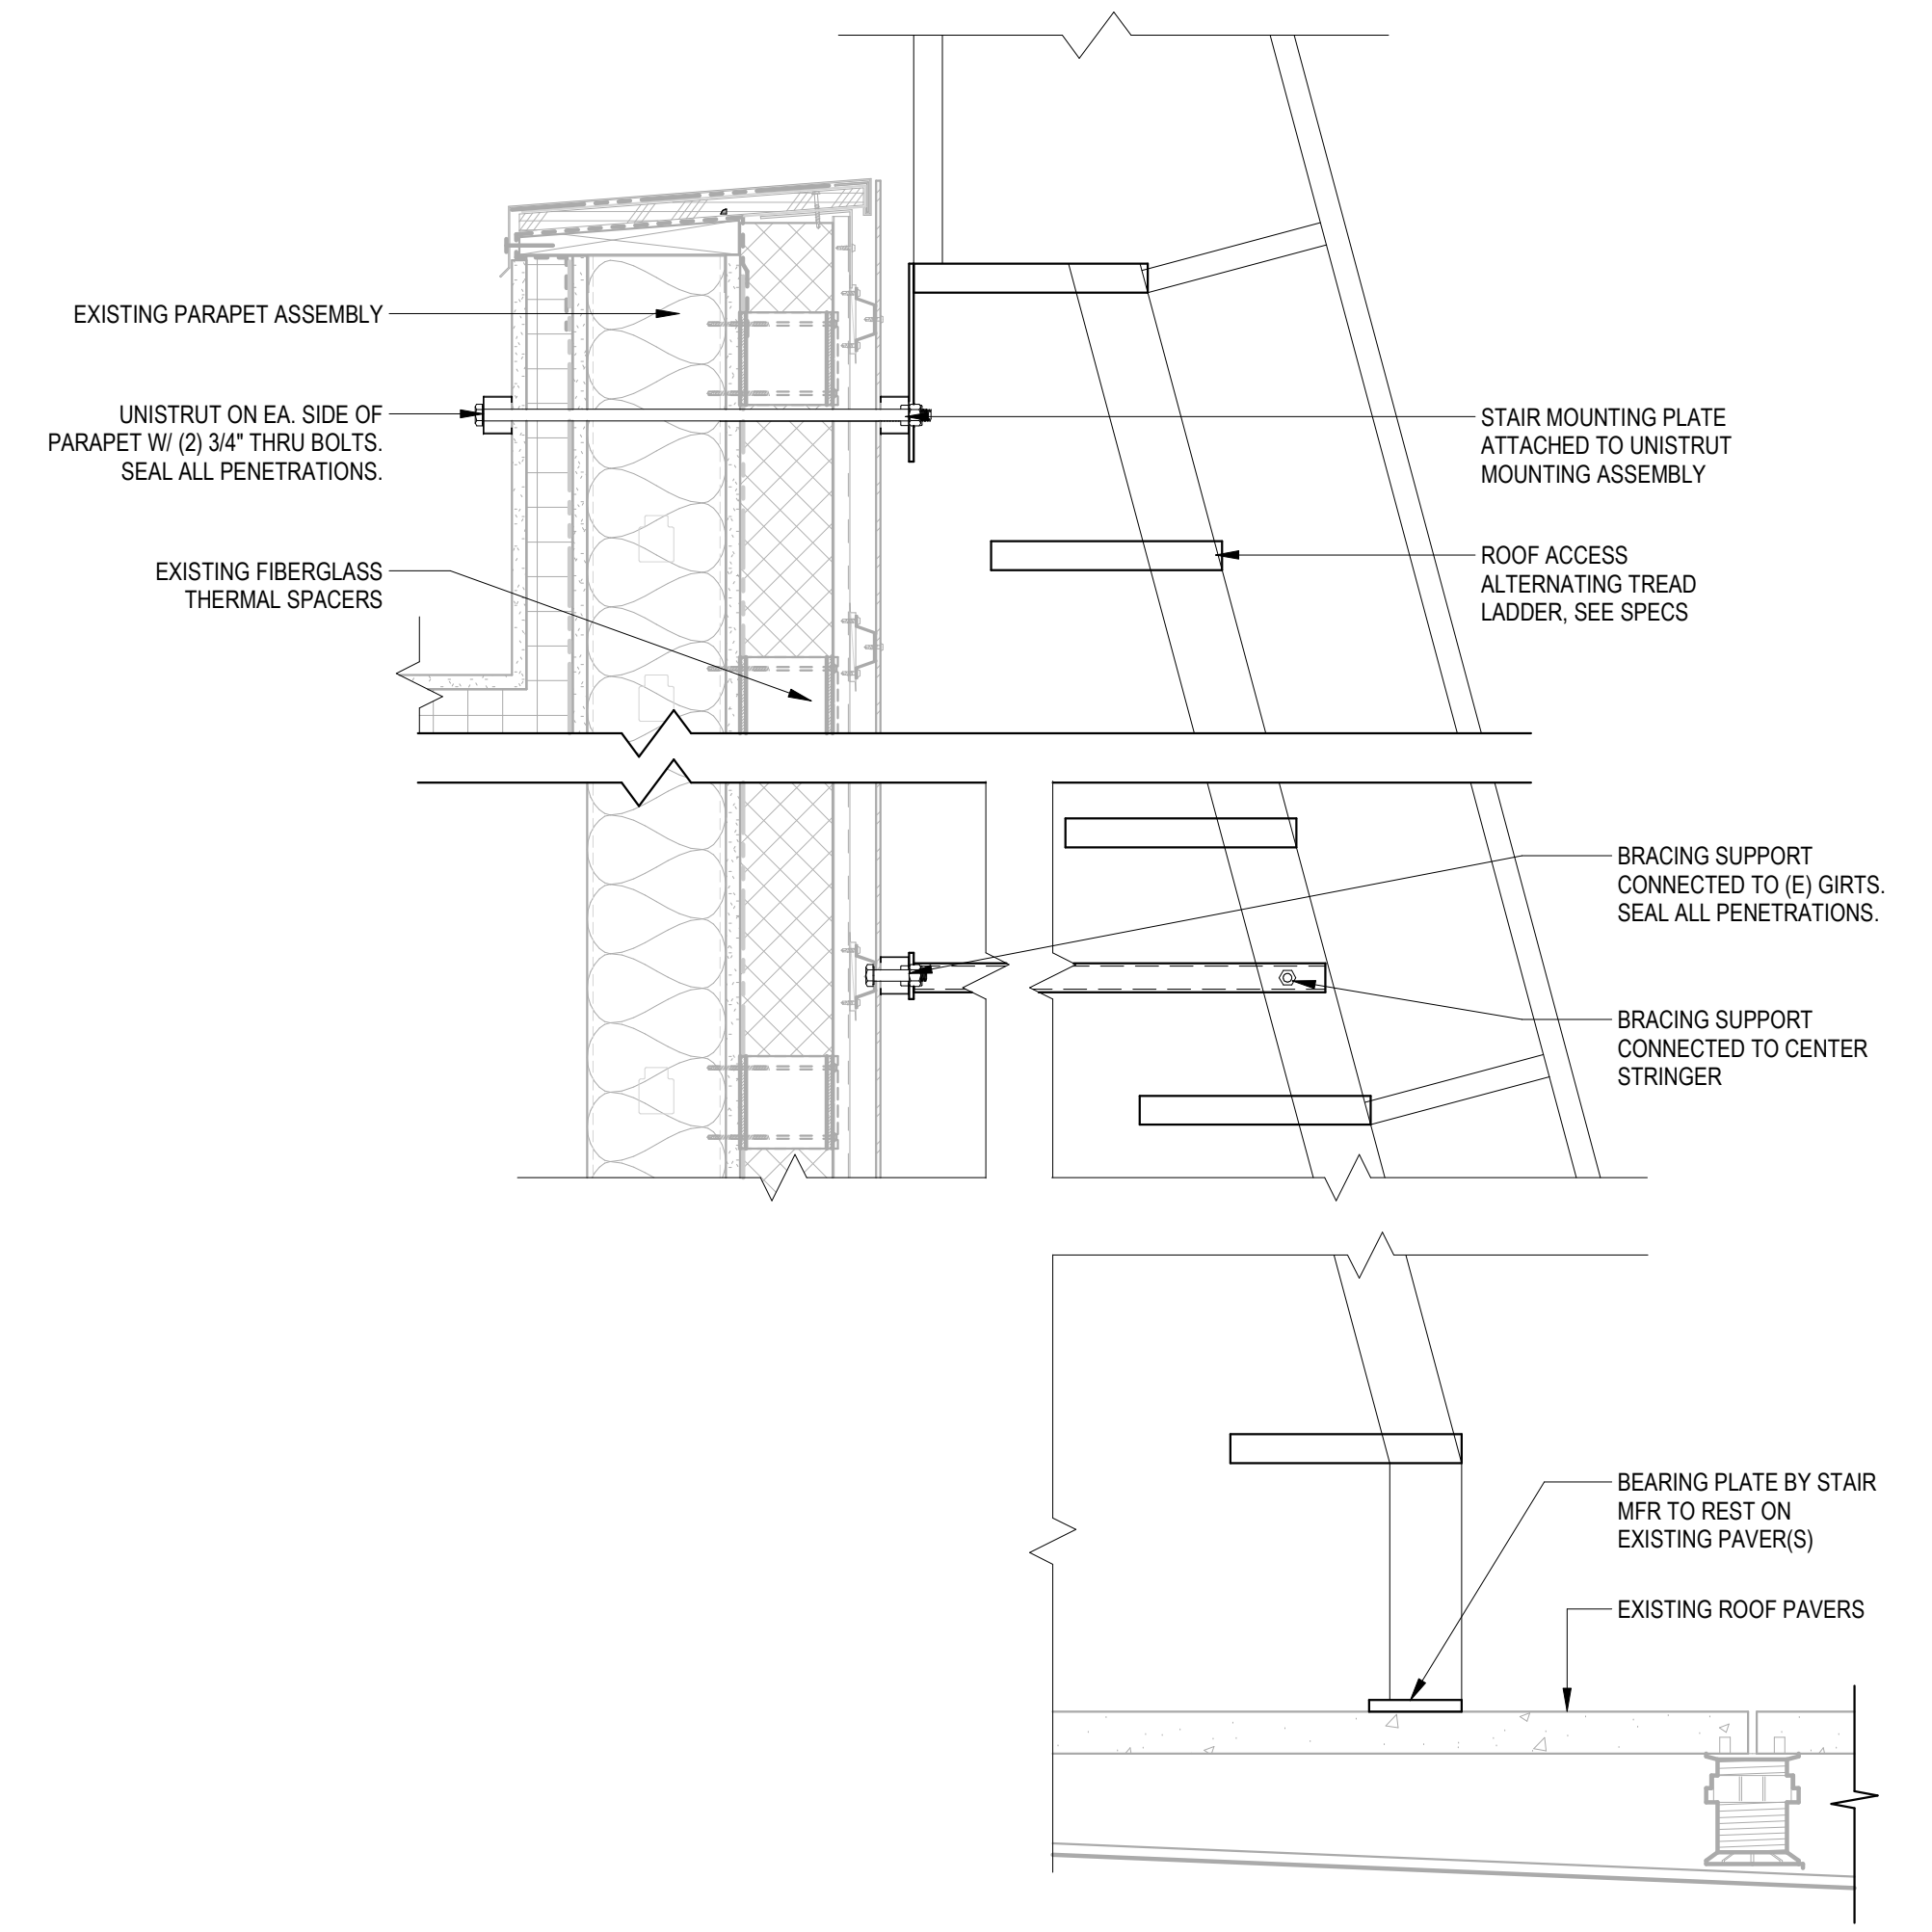 EXISTING PARAPET ASSEMBLY
UNISTRUT ON EA. SIDE OF
PARAPET W/ (2) 3/4" THRU BOLTS.
SEAL ALL PENETRATIONS.
EXISTING FIBERGLASS
THERMAL SPACERS
STAIR MOUNTING PLATE
ATTACHED TO UNISTRUT
MOUNTING ASSEMBLY
ROOF ACCESS
ALTERNATING TREAD
LADDER, SEE SPECS
BRACING SUPPORT
CONNECTED TO (E) GIRTS.
SEAL ALL PENETRATIONS.
BRACING SUPPORT
CONNECTED TO CENTER
STRINGER
BEARING PLATE BY STAIR
MFR TO REST ON
EXISTING PAVER(S)
EXISTING ROOF PAVERS